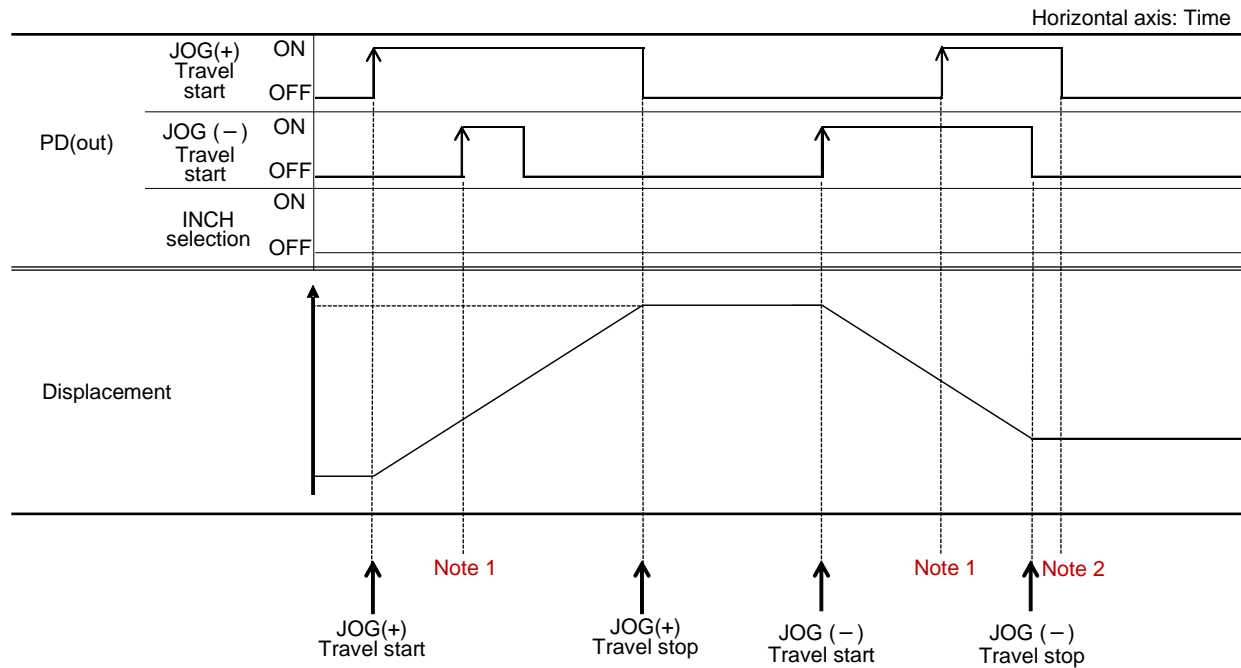 Horizontal axis: Time
PD(out)
JOG(+)
Travel
start
ON
OFF
JOG (－)
Travel
start
ON
OFF
INCH
selection
ON
OFF
Displacement
Note 1
Note 1
Note 2
JOG(+)
Travel start
JOG(+)
Travel stop
JOG (－)
Travel start
JOG (－)
Travel stop